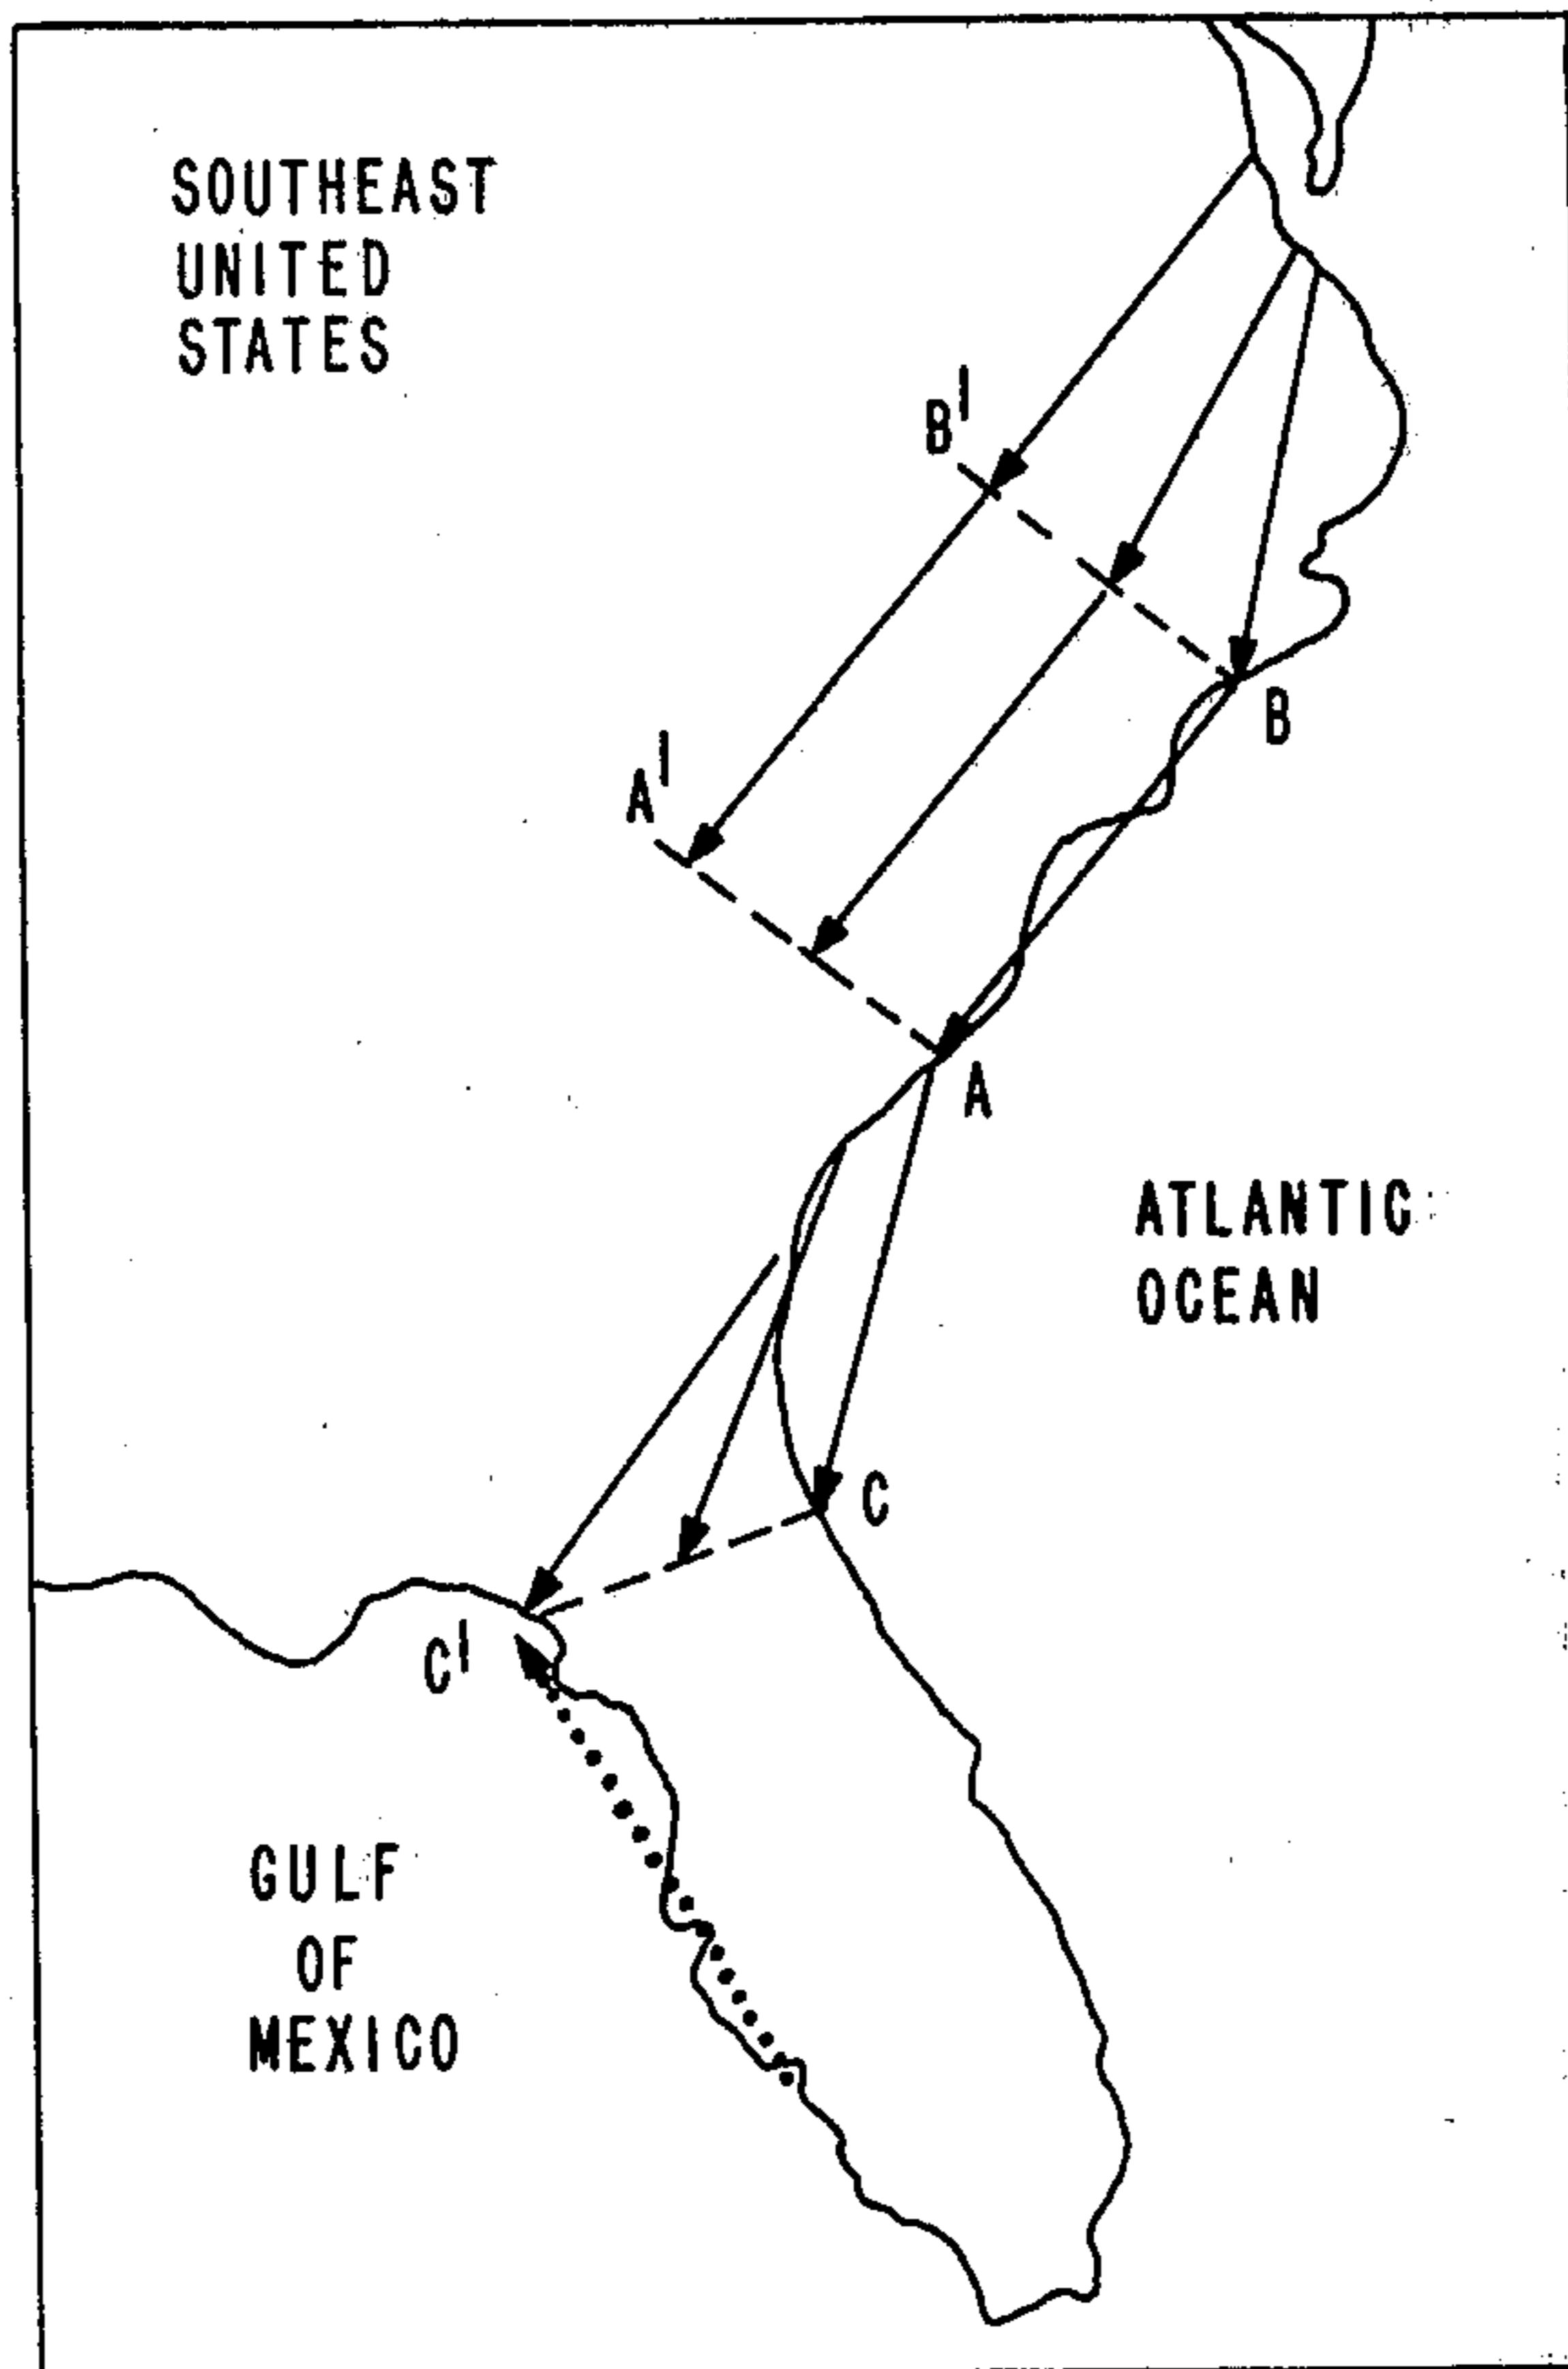 SOUTHEAST
UNITED
STATES
B'
A'
B
A
ATLANTIC
OCEAN
C
C'
GULF
OF
MEXICO